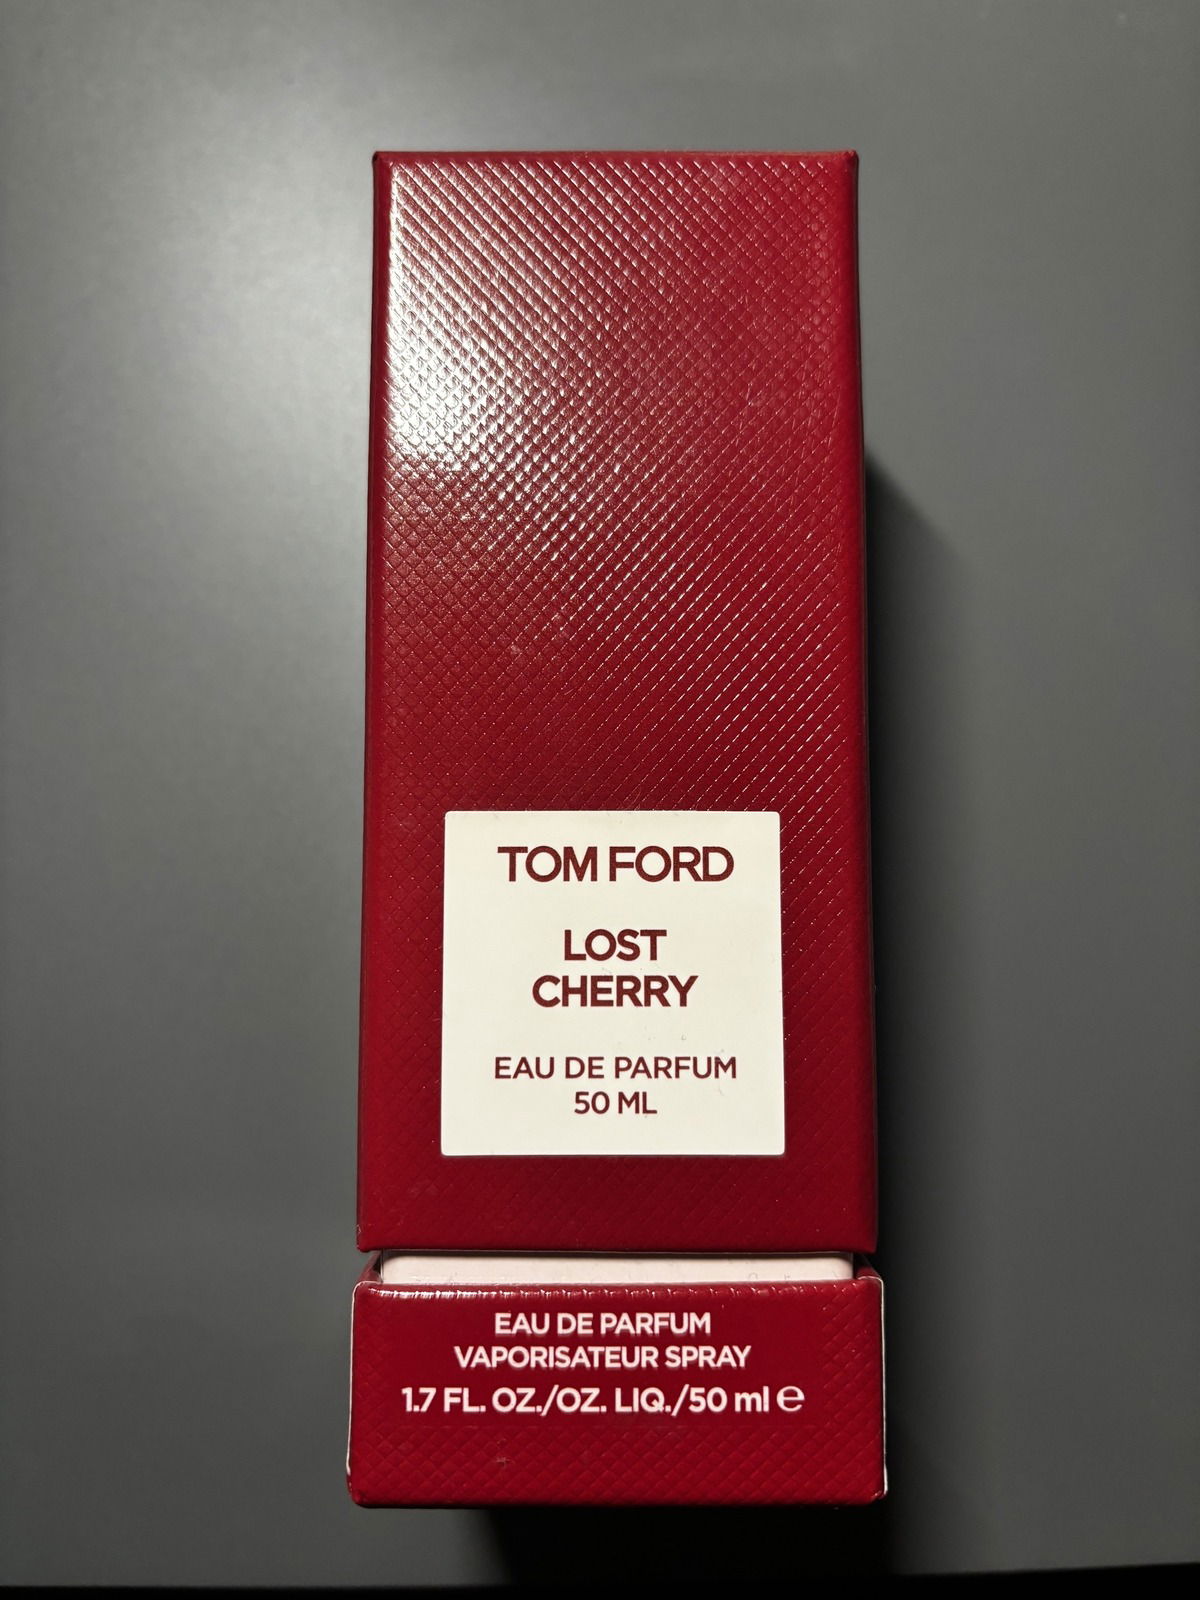 TOM FORD
LOST
CHERRY
EAU DE PARFUM
50 ML
EAU DE PARFUM
VAPORISATEUR SPRAY
1.7 FL. OZ./OZ. LIQ./50 ml ℮